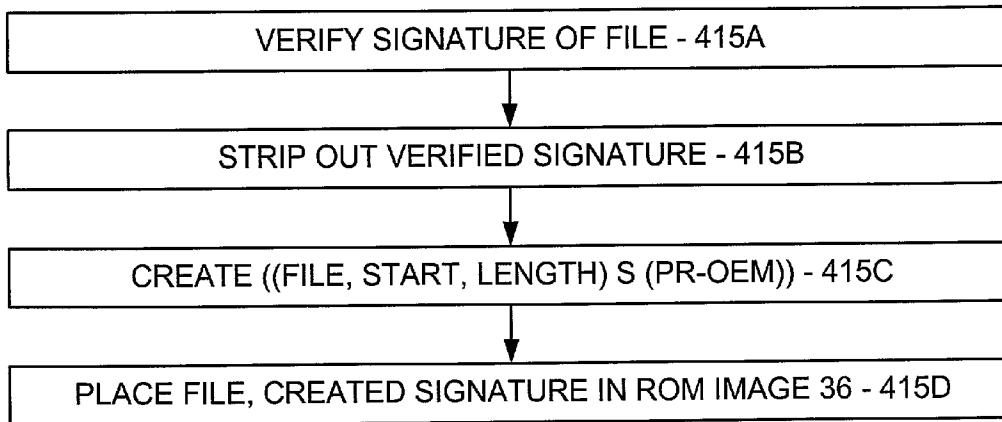 VERIFY SIGNATURE OF FILE - 415A
STRIP OUT VERIFIED SIGNATURE - 415B
CREATE ((FILE, START, LENGTH) S (PR-OEM)) - 415C
PLACE FILE, CREATED SIGNATURE IN ROM IMAGE 36 - 415D